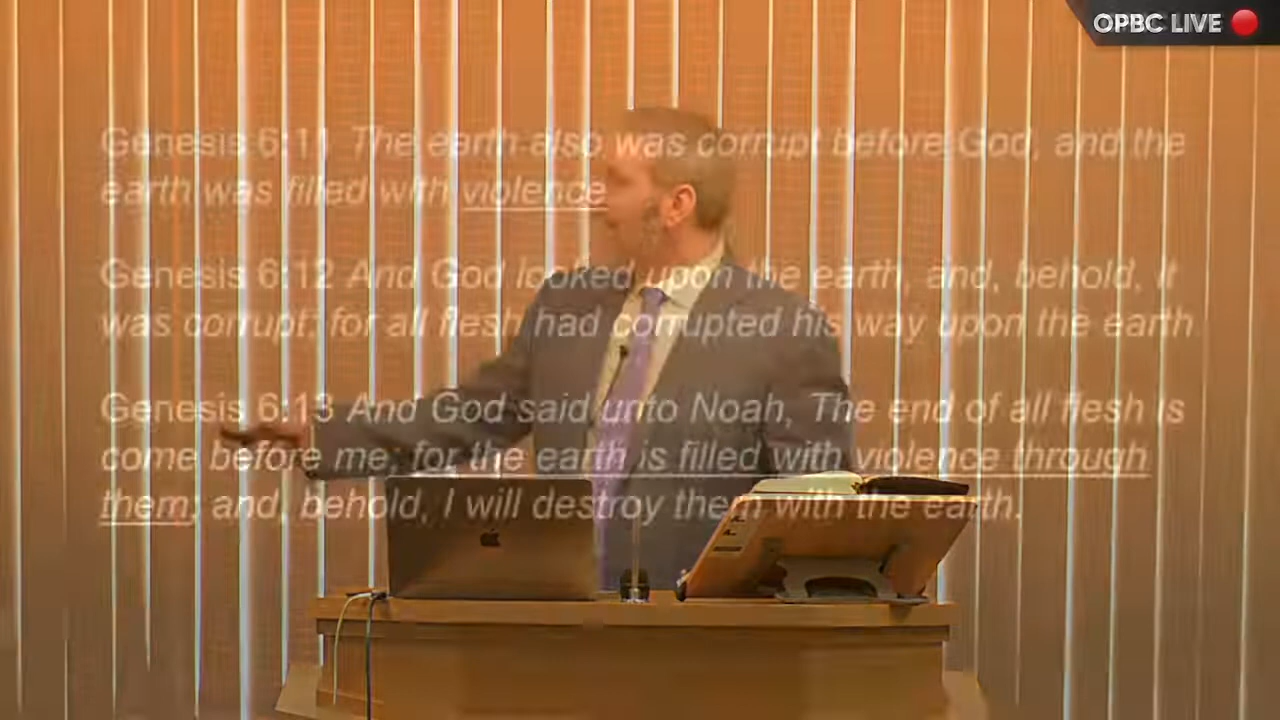 OPBC LIVE
Genesis 6:11 The earth also was corrupt before God, and the
earth was filled with violence
Genesis 6:12 And God looked upon the earth, and, behold, it
was corrupt; for all flesh had corrupted his way upon the earth
Genesis 6:13 And God said unto Noah, The end of all flesh is
come before me; for the earth is filled with violence through
them; and, behold, I will destroy them with the earth.